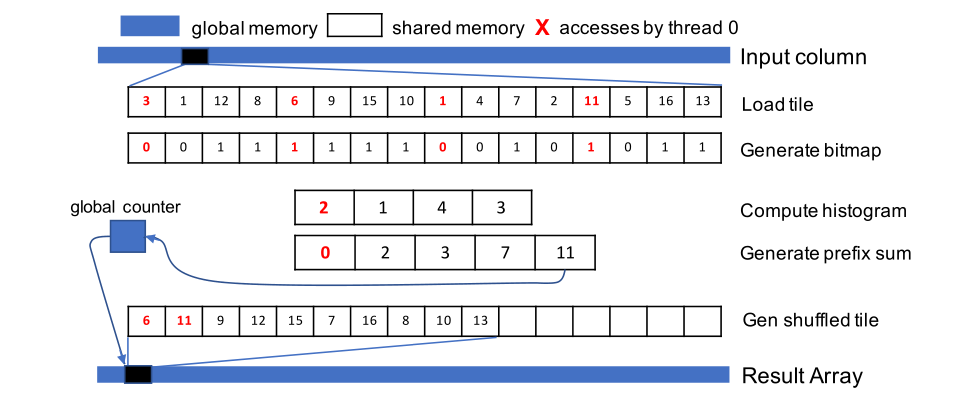 global memory shared memory X accesses by thread 0
Input column
3 1 12 8 6 9 15 10 1 4 7 2 11 5 16 13 Load tile
0 0 1 1 1 1 1 1 0 0 1 0 1 0 1 1 Generate bitmap
global counter
2 1 4 3 Compute histogram
0 2 3 7 11 Generate prefix sum
6 11 9 12 15 7 16 8 10 13 Gen shuffled tile
Result Array